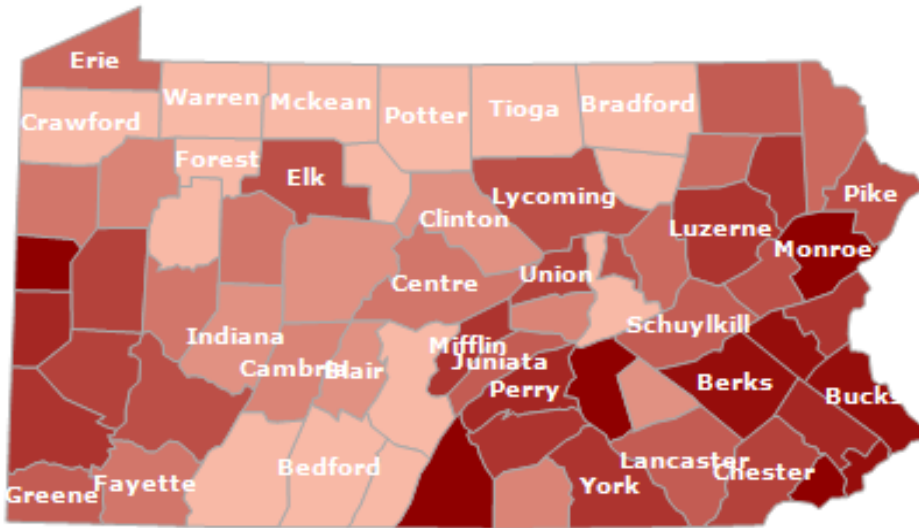 Erie
Warren
Mckean
Potter
Tioga
Bradford
Crawford
Forest
Elk
Lycoming
Pike
Clinton
Luzerne
Monroe
Centre
Union
Indiana
Mifflin
Schuylkill
Cambria
Blair
Juniata
Perry
Berks
Bucks
Bedford
Lancaster
Chester
Greene
Fayette
York